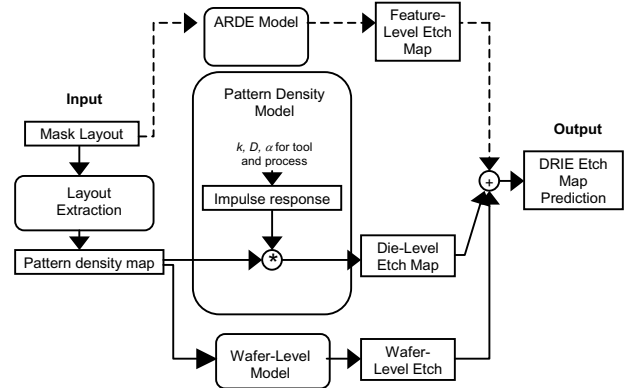 ARDE Model
Feature-
Level Etch
Map
Input
Pattern Density
Model
Output
Mask Layout
k, D, α for tool
and process
DRIE Etch
Map
Prediction
Layout
Extraction
Impulse response
+
Pattern density map
*
Die-Level
Etch Map
Wafer-Level
Model
Wafer-
Level Etch